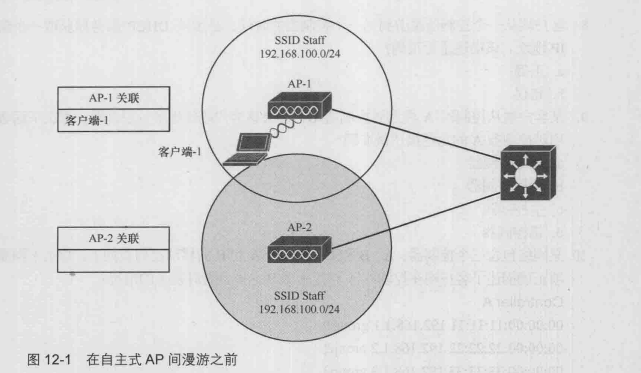 SSID Staff
192.168.100.0/24
AP-1
AP-1 关联
客户端-1
客户端-1
AP-2 关联
AP-2
SSID Staff
192.168.100.0/24
图 12-1 在自主式 AP 间漫游之前